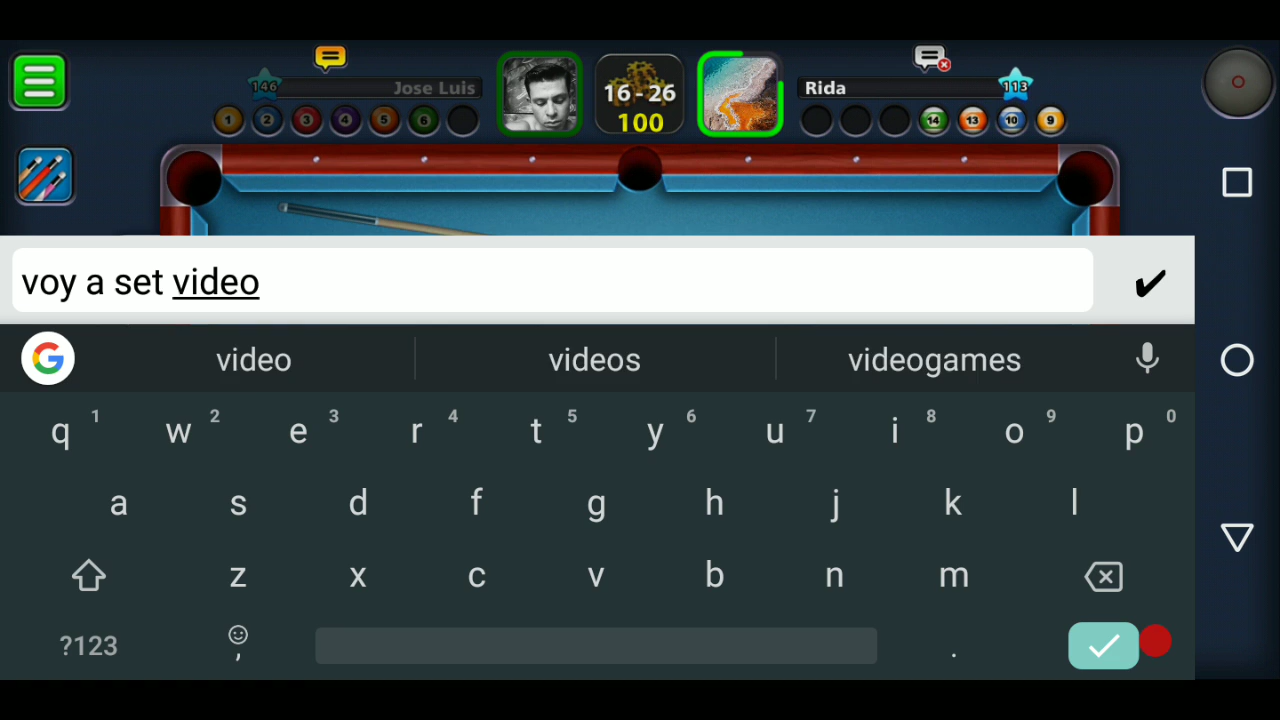 146
Jose Luis
16 - 26
100
Rida
113
1 2 3 4 5 6
14 13 10 9
voy a set video
G
video videos videogames
q 1 w 2 e 3 r 4 t 5 y 6 u 7 i 8 o 9 p 0
a s d f g h j k l
z x c v b n m
?123 , .